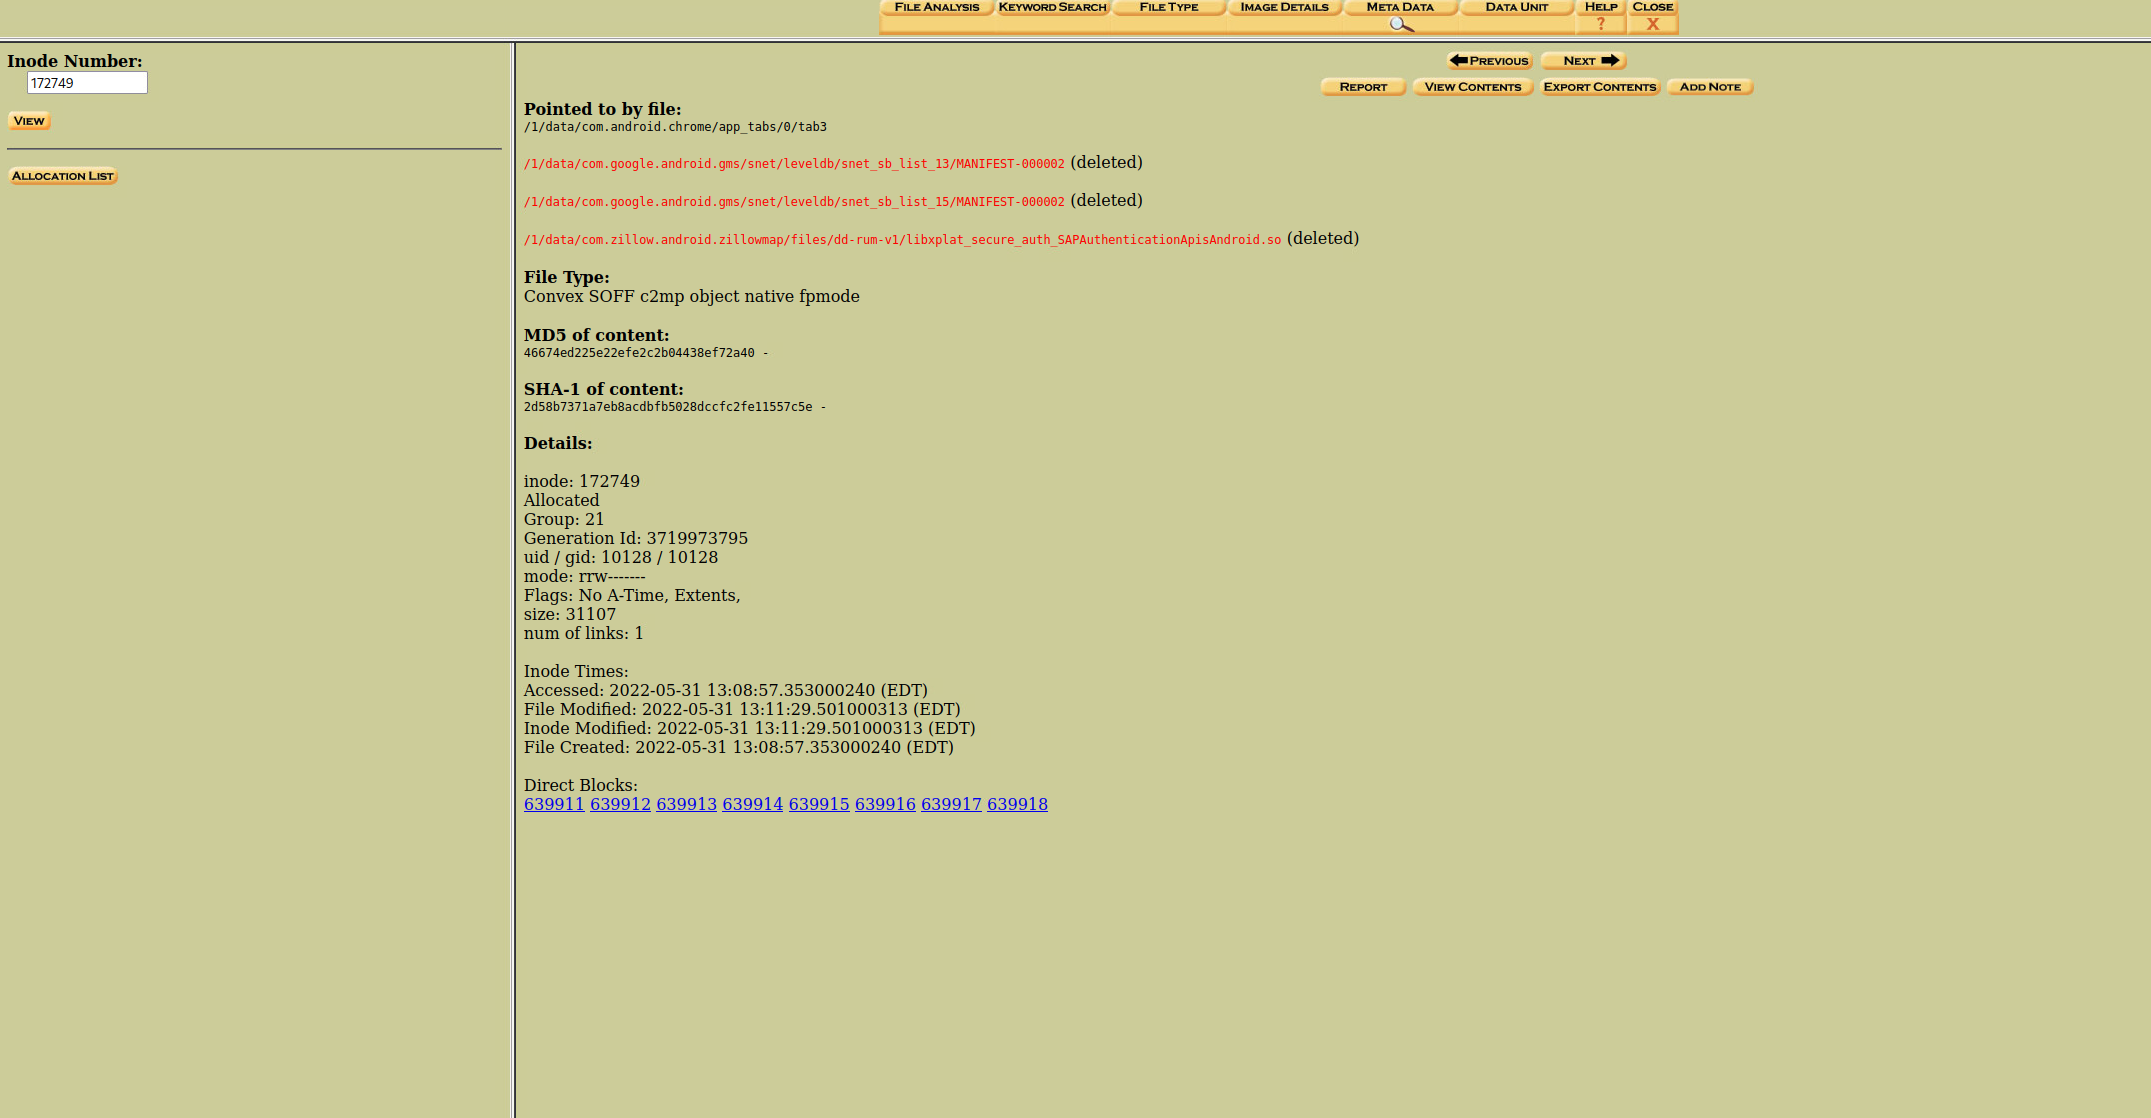 FILE ANALYSIS KEYWORD SEARCH FILE TYPE IMAGE DETAILS META DATA DATA UNIT HELP CLOSE
? X
Inode Number:
172749
VIEW
ALLOCATION LIST
PREVIOUS NEXT
REPORT VIEW CONTENTS EXPORT CONTENTS ADD NOTE
Pointed to by file:
/1/data/com.android.chrome/app_tabs/0/tab3
/1/data/com.google.android.gms/snet/leveldb/snet_sb_list_13/MANIFEST-000002 (deleted)
/1/data/com.google.android.gms/snet/leveldb/snet_sb_list_15/MANIFEST-000002 (deleted)
/1/data/com.zillow.android.zillowmap/files/dd-rum-v1/libxplat_secure_auth_SAPAuthenticationApisAndroid.so (deleted)
File Type:
Convex SOFF c2mp object native fpmode
MD5 of content:
46674ed225e22efe2c2b04438ef72a40 -
SHA-1 of content:
2d58b7371a7eb8acdbfb5028dccfc2fe11557c5e -
Details:
inode: 172749
Allocated
Group: 21
Generation Id: 3719973795
uid / gid: 10128 / 10128
mode: rrw-------
Flags: No A-Time, Extents,
size: 31107
num of links: 1
Inode Times:
Accessed: 2022-05-31 13:08:57.353000240 (EDT)
File Modified: 2022-05-31 13:11:29.501000313 (EDT)
Inode Modified: 2022-05-31 13:11:29.501000313 (EDT)
File Created: 2022-05-31 13:08:57.353000240 (EDT)
Direct Blocks:
639911 639912 639913 639914 639915 639916 639917 639918